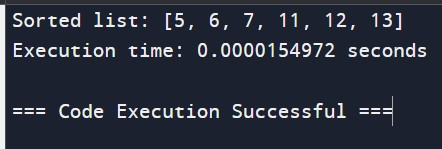 Sorted list: [5, 6, 7, 11, 12, 13]
Execution time: 0.0000154972 seconds
=== Code Execution Successful ===